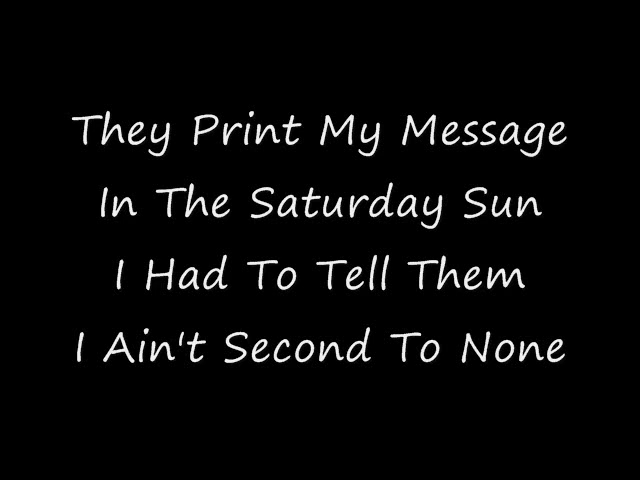 They Print My Message
In The Saturday Sun
I Had To Tell Them
I Ain't Second To None